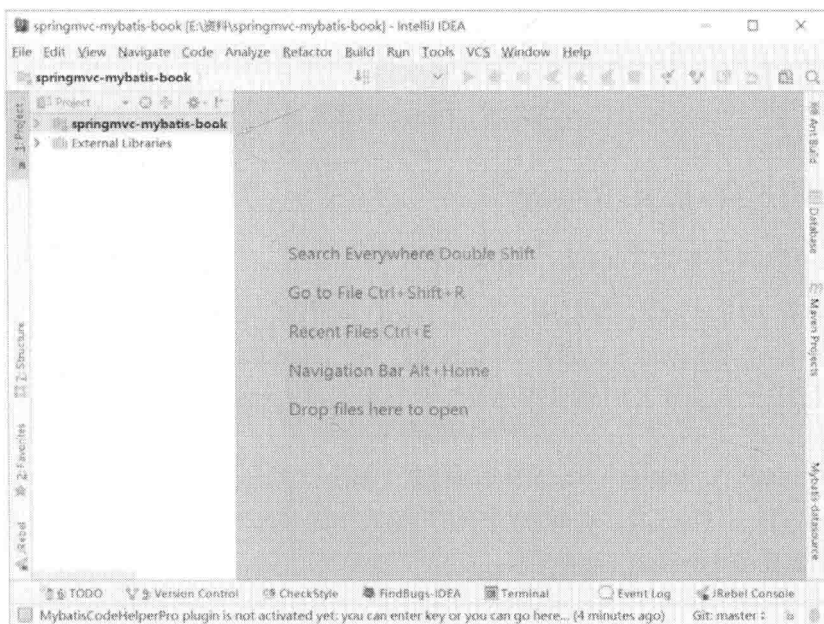 springmvc-mybatis-book [E:\资料\springmvc-mybatis-book] - IntelliJ IDEA
File Edit View Navigate Code Analyze Refactor Build Run Tools VCS Window Help
springmvc-mybatis-book
Project
springmvc-mybatis-book
External Libraries
1: Project
7: Structure
2: Favorites
JRebel
Search Everywhere Double Shift
Go to File Ctrl+Shift+R
Recent Files Ctrl+E
Navigation Bar Alt+Home
Drop files here to open
Ant Build
Database
Maven Projects
Mybatis-datasource
6: TODO 9: Version Control CheckStyle FindBugs-IDEA Terminal Event Log JRebel Console
MybatisCodeHelperPro plugin is not activated yet: you can enter key or you can go here... (4 minutes ago) Git: master